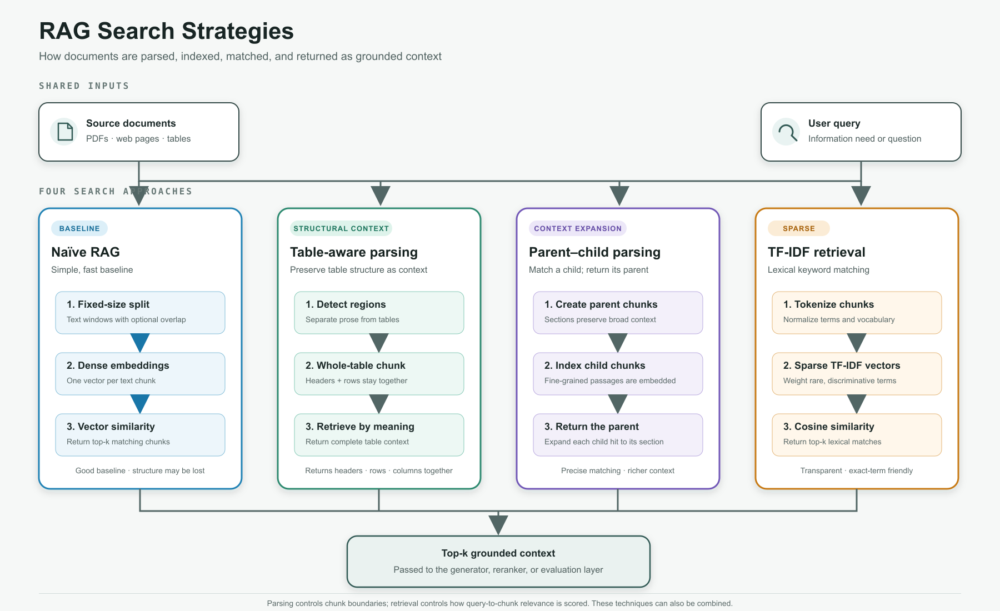 RAG Search Strategies
How documents are parsed, indexed, matched, and returned as grounded context
SHARED INPUTS
Source documents
PDFs · web pages · tables
User query
Information need or question
FOUR SEARCH APPROACHES
BASELINE
Naïve RAG
Simple, fast baseline
1. Fixed-size split
Text windows with optional overlap
2. Dense embeddings
One vector per text chunk
3. Vector similarity
Return top-k matching chunks
Good baseline · structure may be lost
STRUCTURAL CONTEXT
Table-aware parsing
Preserve table structure as context
1. Detect regions
Separate prose from tables
2. Whole-table chunk
Headers + rows stay together
3. Retrieve by meaning
Return complete table context
Returns headers · rows · columns together
CONTEXT EXPANSION
Parent–child parsing
Match a child; return its parent
1. Create parent chunks
Sections preserve broad context
2. Index child chunks
Fine-grained passages are embedded
3. Return the parent
Expand each child hit to its section
Precise matching · richer context
SPARSE
TF-IDF retrieval
Lexical keyword matching
1. Tokenize chunks
Normalize terms and vocabulary
2. Sparse TF-IDF vectors
Weight rare, discriminative terms
3. Cosine similarity
Return top-k lexical matches
Transparent · exact-term friendly
Top-k grounded context
Passed to the generator, reranker, or evaluation layer
Parsing controls chunk boundaries; retrieval controls how query-to-chunk relevance is scored. These techniques can also be combined.